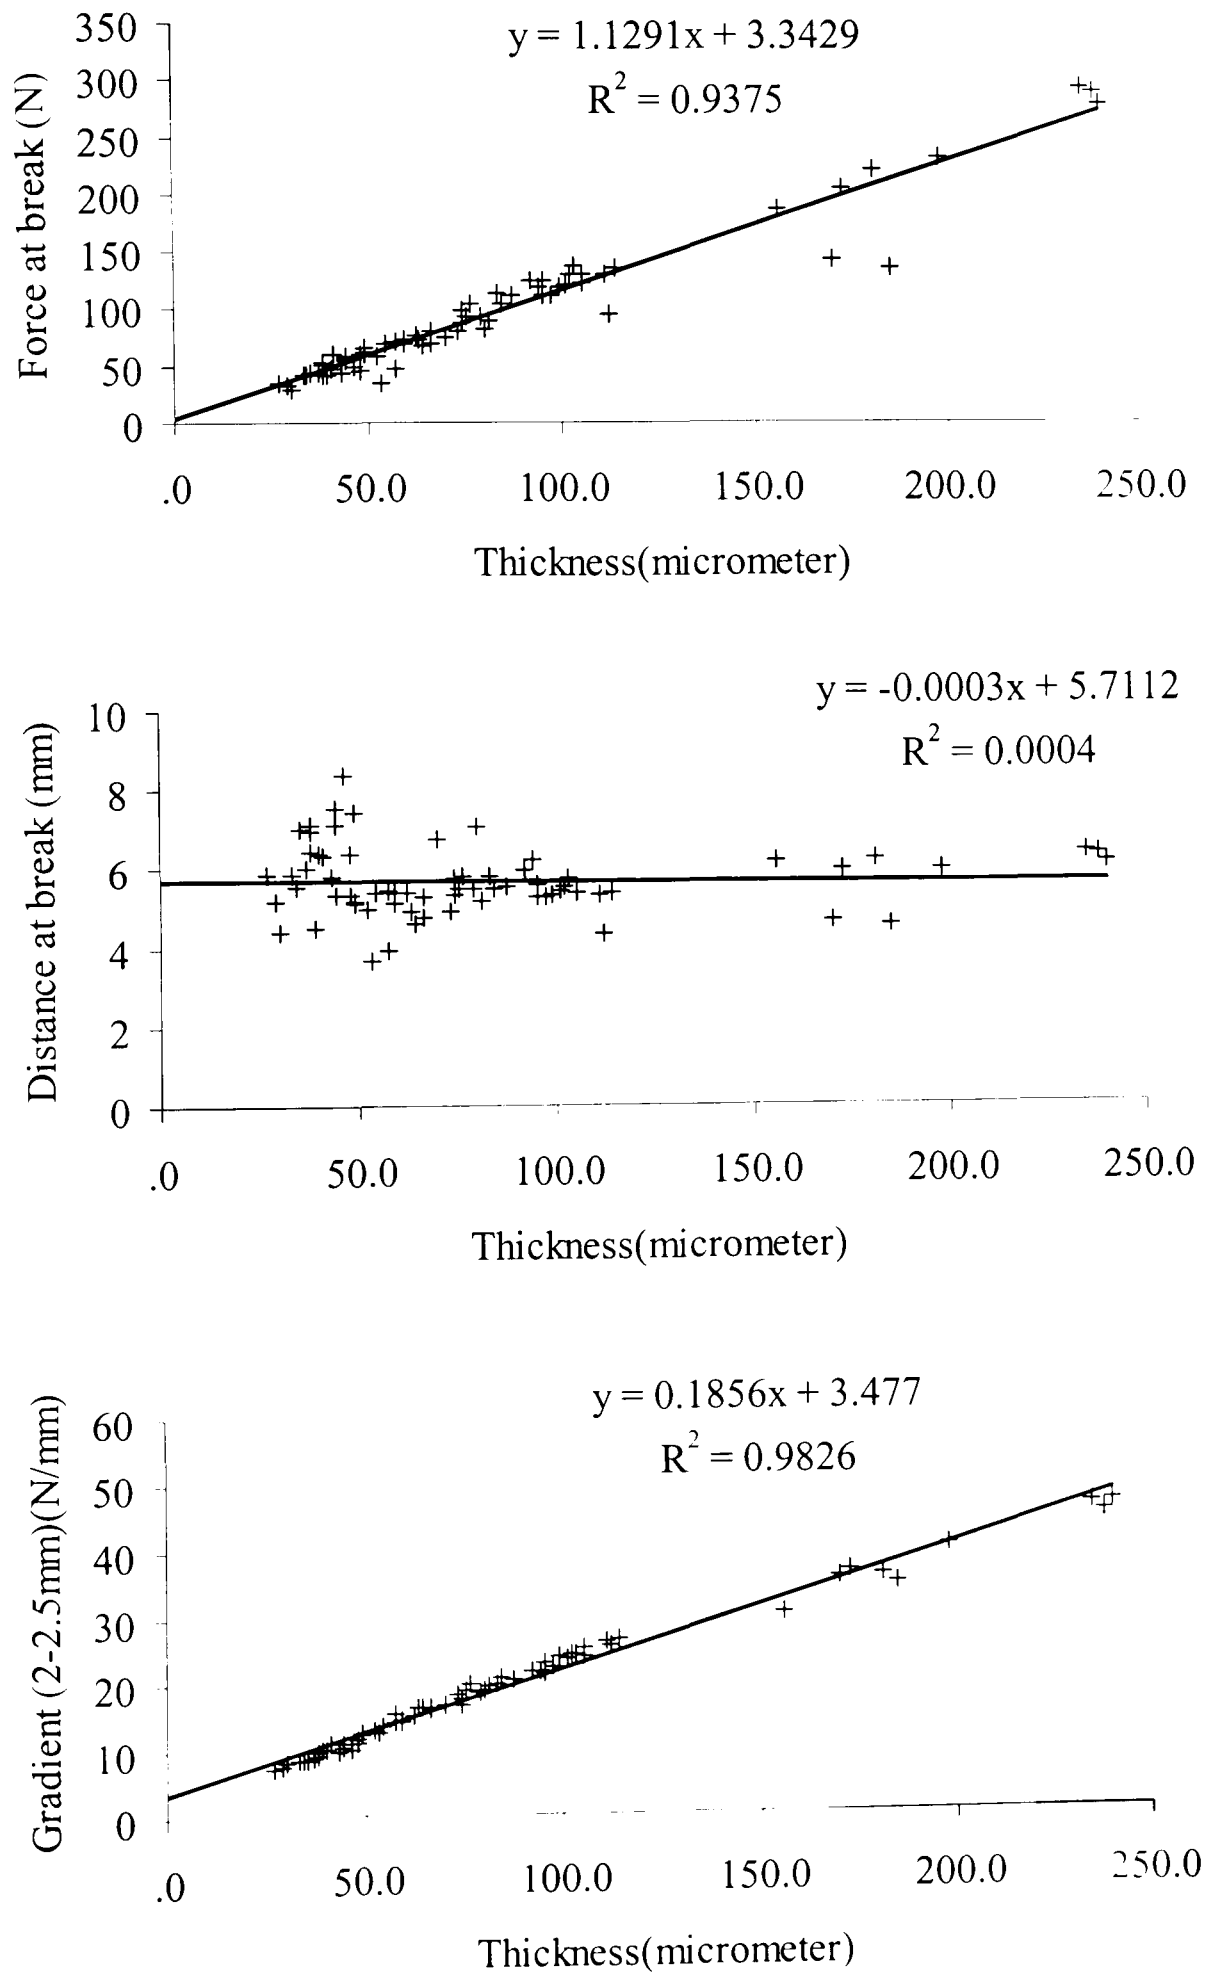 y = 1.1291x + 3.3429
R² = 0.9375
Force at break (N)
350
300
250
200
150
100
50
0
.0 50.0 100.0 150.0 200.0 250.0
Thickness(micrometer)
y = -0.0003x + 5.7112
R² = 0.0004
Distance at break (mm)
10
8
6
4
2
0
.0 50.0 100.0 150.0 200.0 250.0
Thickness(micrometer)
y = 0.1856x + 3.477
R² = 0.9826
Gradient (2-2.5mm)(N/mm)
60
50
40
30
20
10
0
.0 50.0 100.0 150.0 200.0 250.0
Thickness(micrometer)